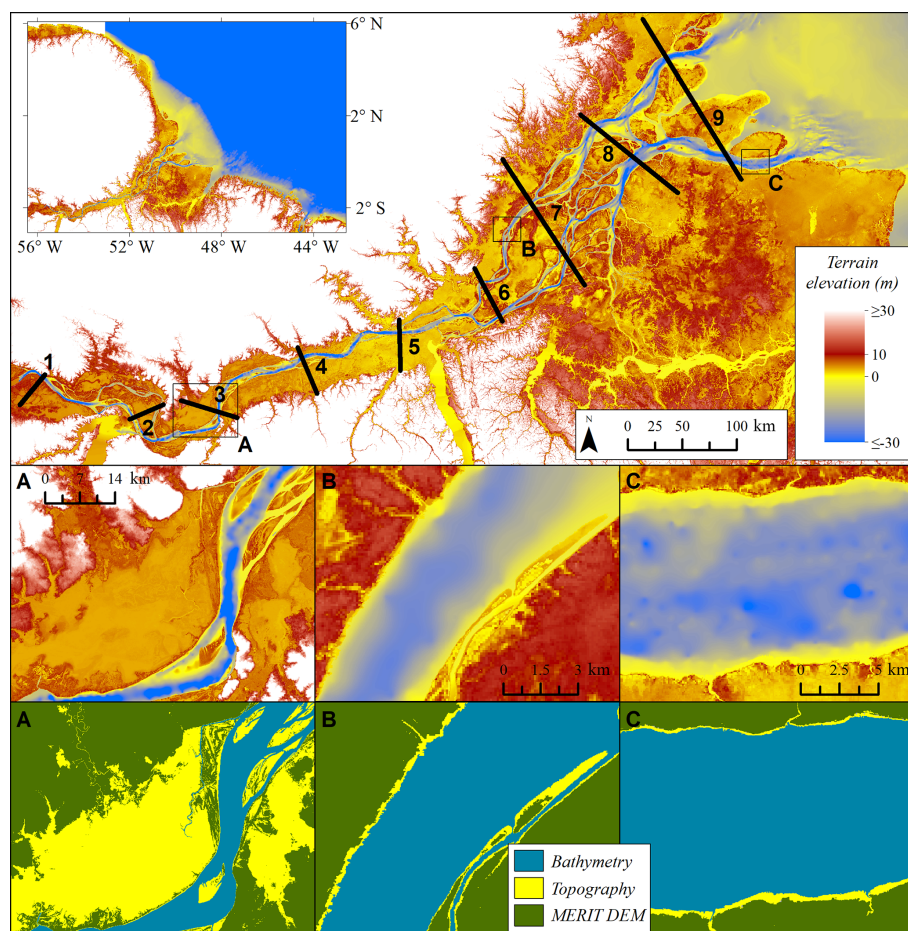 6° N
2° N
2° S
56° W
52° W
48° W
44° W
1
2
3
4
5
6
7
8
9
A
B
C
Terrain
elevation (m)
≥30
10
0
≤-30
N
0 25 50 100 km
A
0 7 14 km
B
0 1.5 3 km
C
0 2.5 5 km
A
B
C
Bathymetry
Topography
MERIT DEM